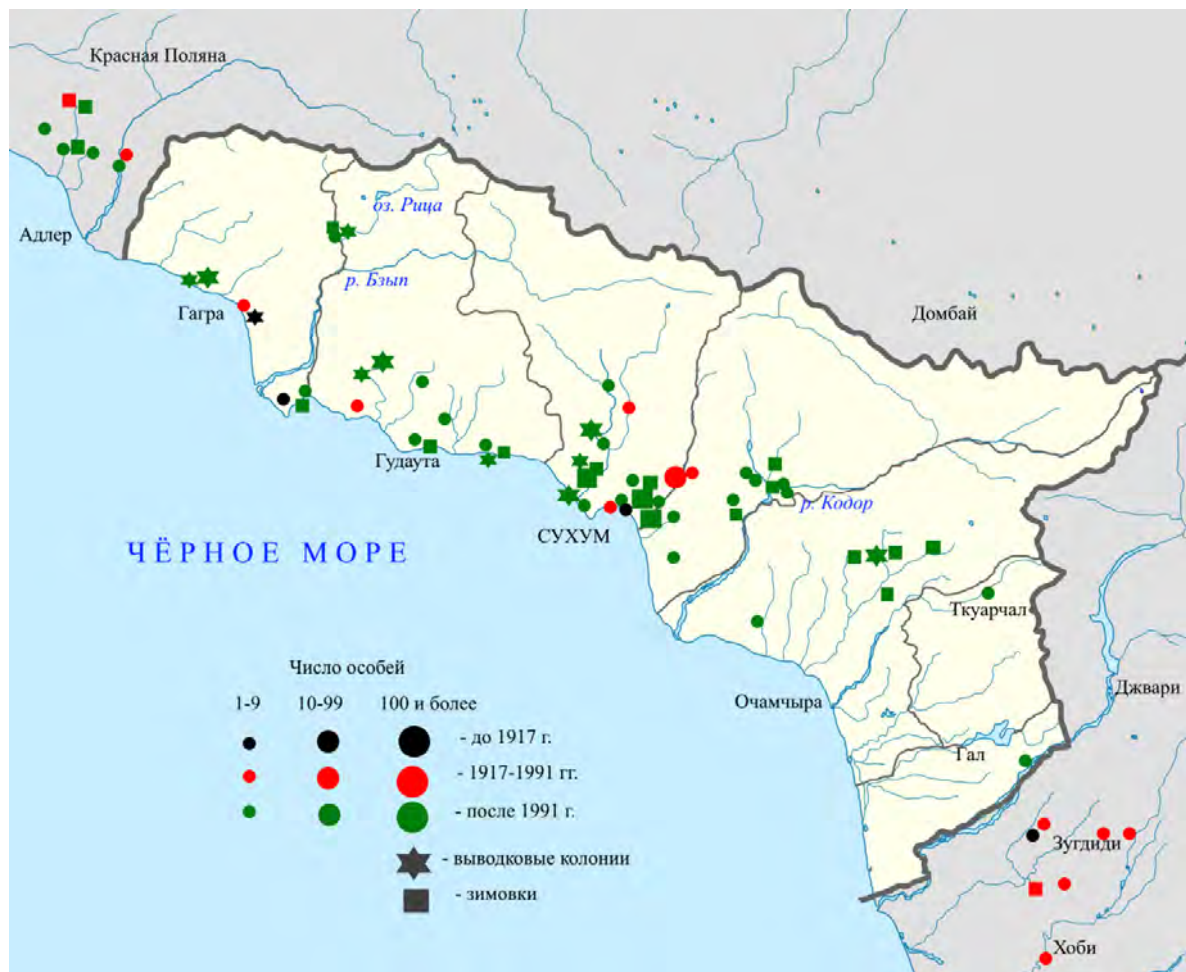 Красная Поляна
оз. Рица
Адлер
р. Бзып
Гагра
Домбай
Гудаута
р. Кодор
СУХУМ
ЧЁРНОЕ МОРЕ
Ткуарчал
Джвари
Очамчыра
Гал
Зугдиди
Хоби
Число особей
1-9 10-99 100 и более
- до 1917 г.
- 1917-1991 гг.
- после 1991 г.
- выводковые колонии
- зимовки